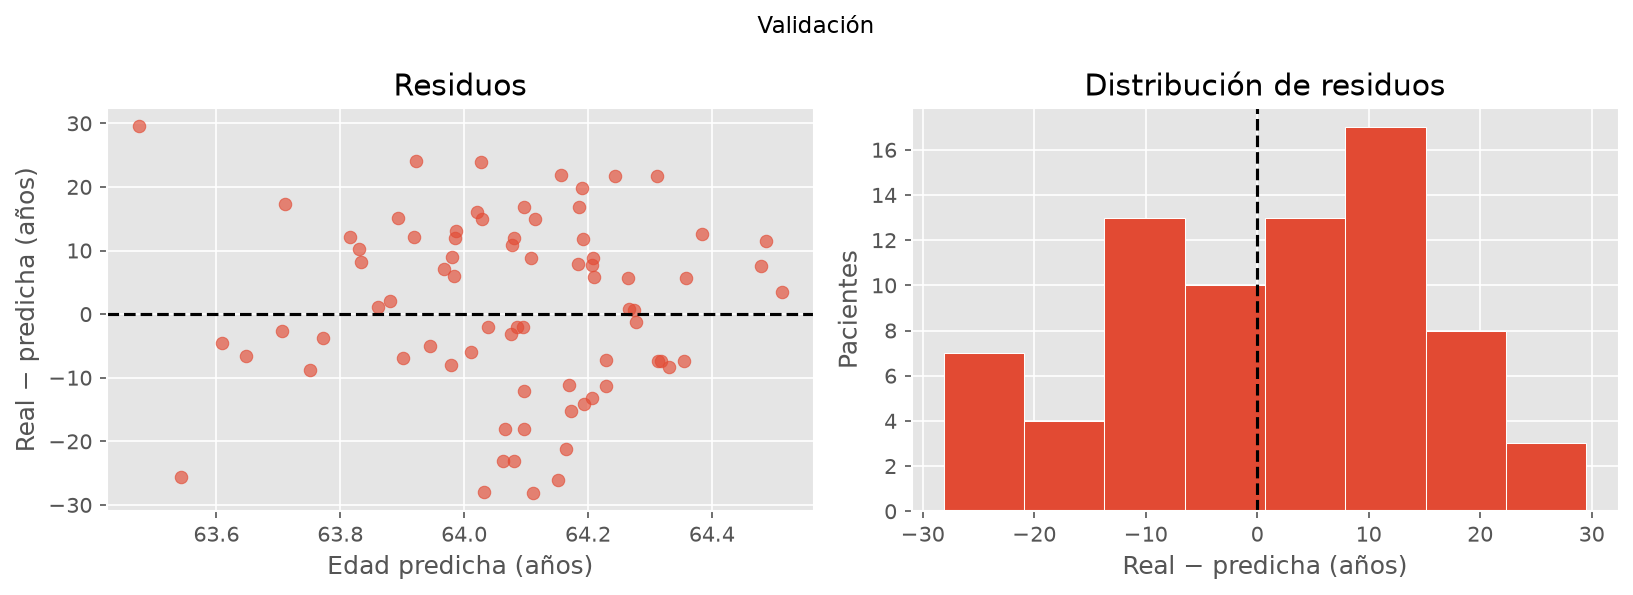 Validación
Residuos
30
20
10
0
−10
−20
−30
63.6 63.8 64.0 64.2 64.4
Edad predicha (años)
Real − predicha (años)
Distribución de residuos
16
14
12
10
8
6
4
2
0
−30 −20 −10 0 10 20 30
Real − predicha (años)
Pacientes